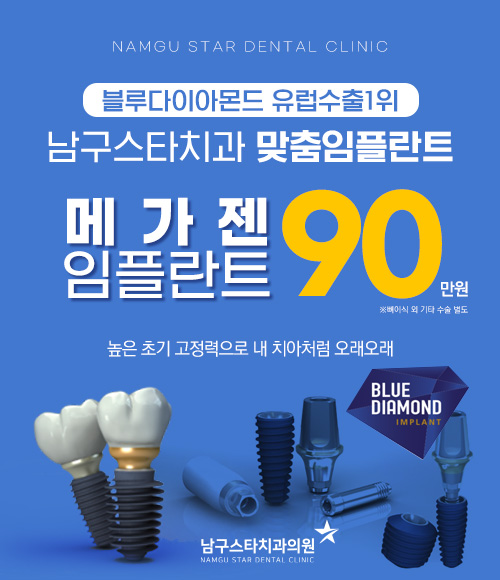 NAMGU STAR DENTAL CLINIC
블루다이아몬드 유럽수출1위
남구스타치과 맞춤임플란트
메가젠
임플란트
90만원
※베이식 외 기타 수술 별도
높은 초기 고정력으로 내 치아처럼 오래오래
BLUE
DIAMOND
IMPLANT
남구스타치과의원
NAMGU STAR DENTAL CLINIC